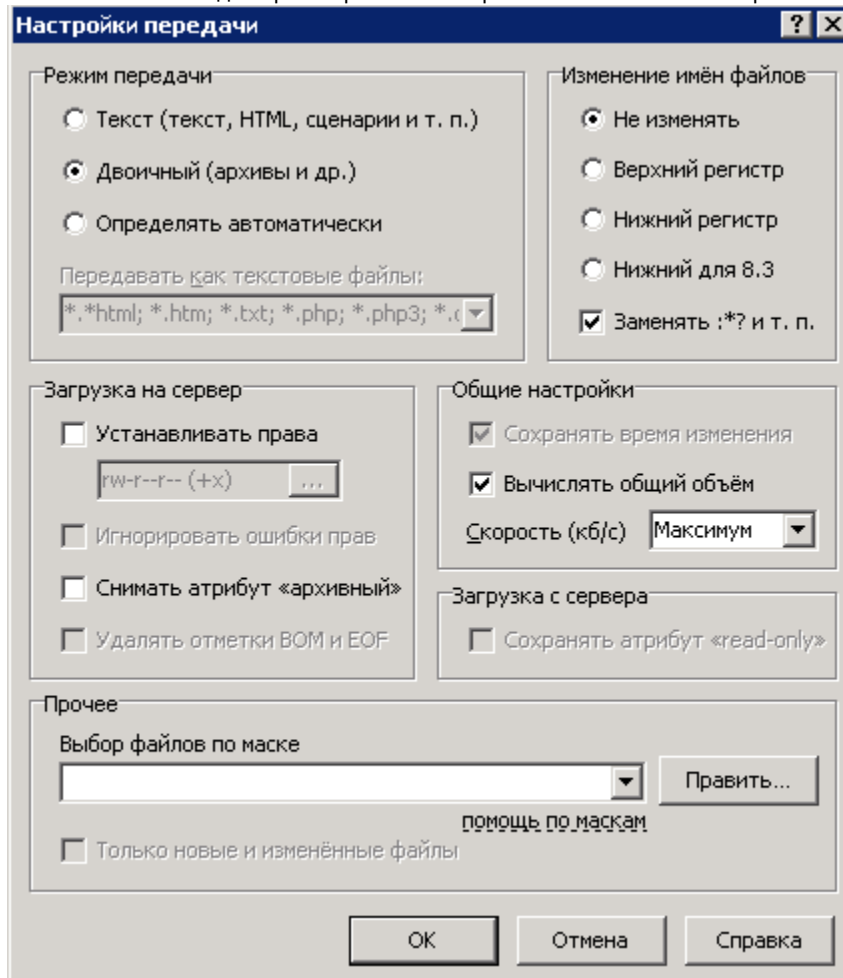 Настройки передачи
Режим передачи
Текст (текст, HTML, сценарии и т. п.)
Двоичный (архивы и др.)
Определять автоматически
Передавать как текстовые файлы:
*.*html; *.htm; *.txt; *.php; *.php3; *.
Изменение имён файлов
Не изменять
Верхний регистр
Нижний регистр
Нижний для 8.3
Заменять :*? и т. п.
Загрузка на сервер
Устанавливать права
rw-r--r-- (+x)
...
Игнорировать ошибки прав
Снимать атрибут «архивный»
Удалять отметки BOM и EOF
Общие настройки
Сохранять время изменения
Вычислять общий объём
Скорость (кб/с) Максимум
Загрузка с сервера
Сохранять атрибут «read-only»
Прочее
Выбор файлов по маске
Править...
помощь по маскам
Только новые и изменённые файлы
OK
Отмена
Справка